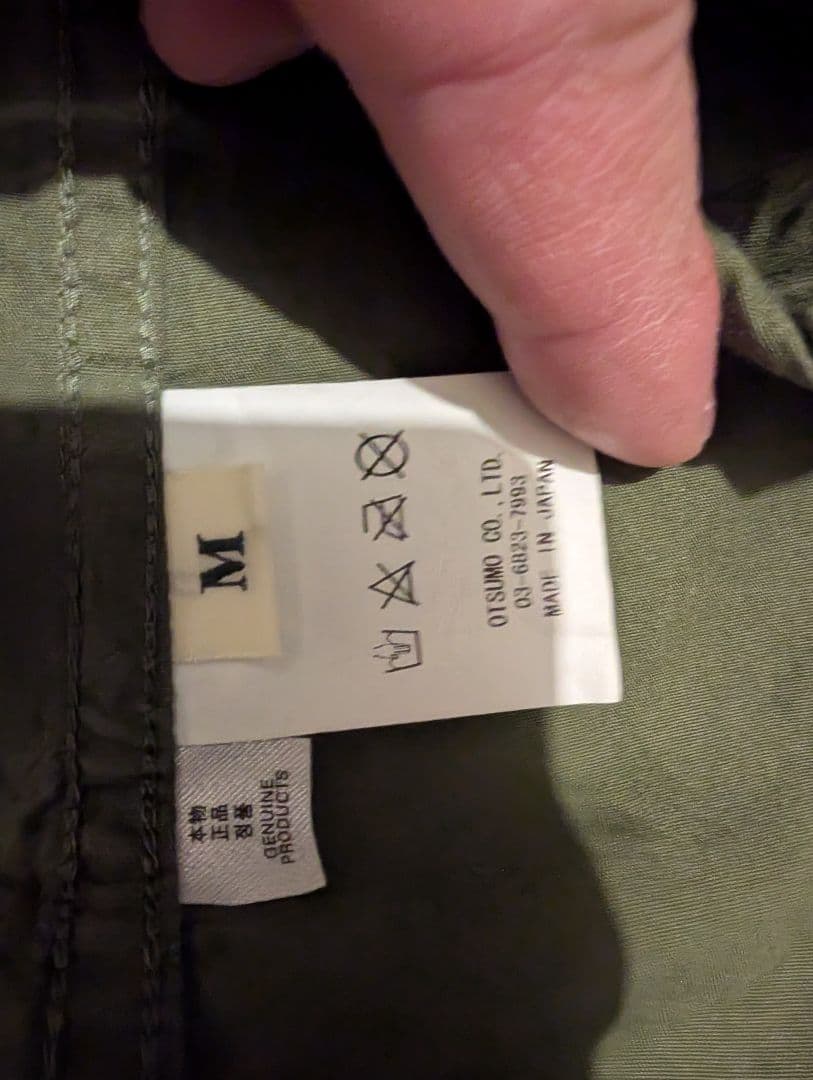 M
OTSUMO CO.,LTD.
03-6823-7993
MADE IN JAPAN
本物
正品
정품
GENUINE
PRODUCTS